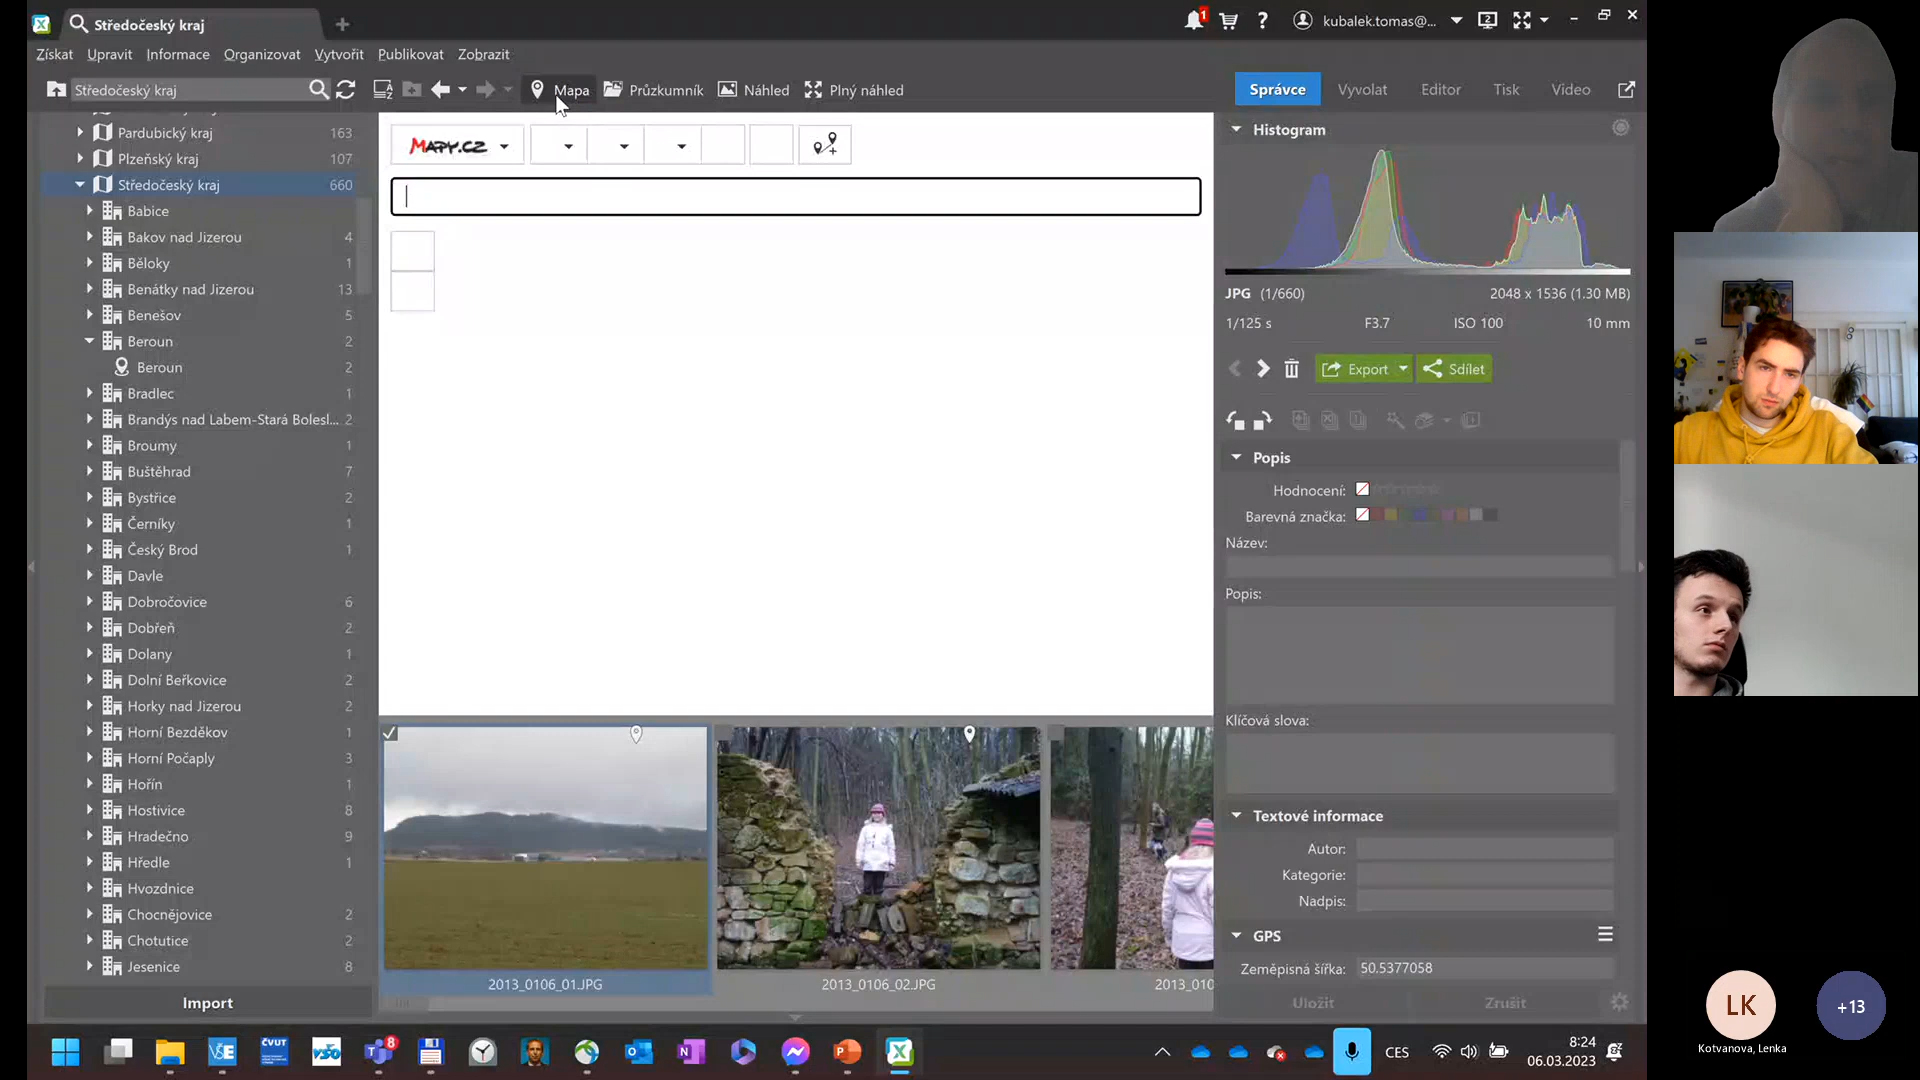 Středočeský kraj
1
kubalek.tomas@...
2
Získat Upravit Informace Organizovat Vytvořit Publikovat Zobrazit
Středočeský kraj
Mapa Průzkumník Náhled Plný náhled
Správce Vyvolat Editor Tisk Video
Pardubický kraj 163
Plzeňský kraj 107
Středočeský kraj 660
Babice
Bakov nad Jizerou 4
Běloky 1
Benátky nad Jizerou 13
Benešov 5
Beroun 2
Beroun 2
Bradlec 1
Brandýs nad Labem-Stará Bolesl... 2
Broumy 1
Buštěhrad 7
Bystřice 2
Černíky 1
Český Brod 1
Davle
Dobročovice 6
Dobřeň 2
Dolany 1
Dolní Beřkovice 2
Horky nad Jizerou 2
Horní Bezděkov 1
Horní Počaply 3
Hořín 1
Hostivice 8
Hradečno 9
Hředle 1
Hvozdnice
Chocnějovice 2
Chotutice 2
Jesenice 8
Import
MAPY.CZ
2013_0106_01.JPG
2013_0106_02.JPG
2013_010
Histogram
JPG (1/660) 2048 x 1536 (1.30 MB)
1/125 s F3.7 ISO 100 10 mm
Export Sdílet
Popis
Hodnocení:
Barevná značka:
Název:
Popis:
Klíčová slova:
Textové informace
Autor:
Kategorie:
Nadpis:
GPS
Zeměpisná šířka: 50.5377058
Uložit Zrušit
LK
+13
Kotvanova, Lenka
VŠE
ČVUT
VŠO
8
CES
8:24
06.03.2023